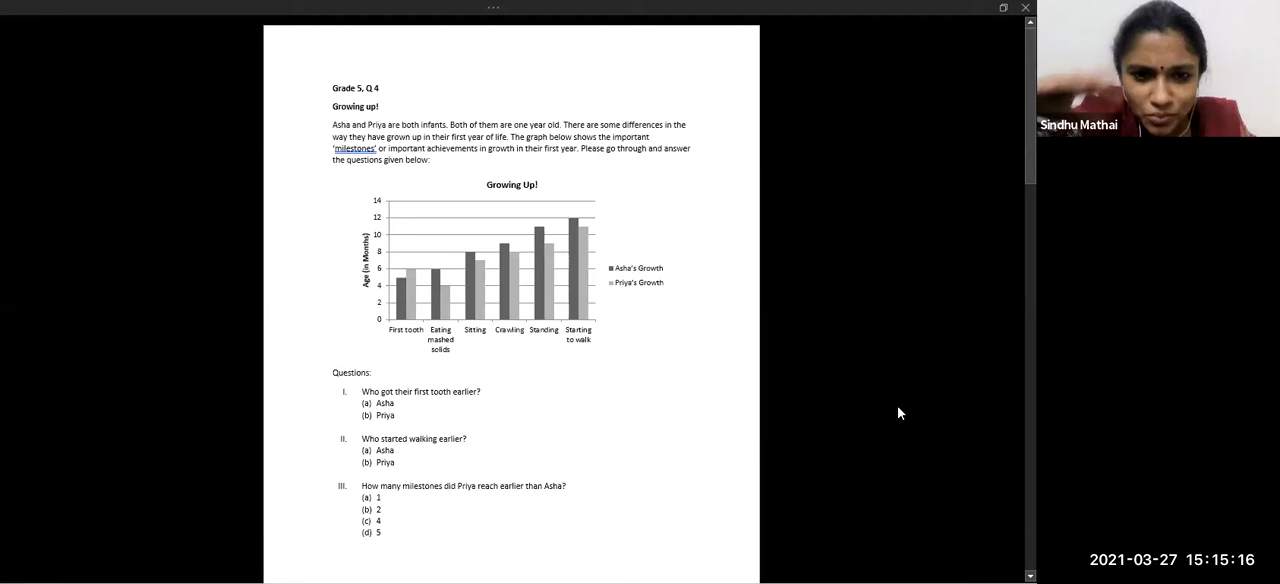 Grade 5, Q 4
Growing up!
Asha and Priya are both infants. Both of them are one year old. There are some differences in the
way they have grown up in their first year of life. The graph below shows the important
'milestones' or important achievements in growth in their first year. Please go through and answer
the questions given below:
Growing Up!
14
12
10
8
6
4
2
0
Age (in Months)
First tooth
Eating
mashed
solids
Sitting
Crawling
Standing
Starting
to walk
Asha's Growth
Priya's Growth
Questions:
I. Who got their first tooth earlier?
(a) Asha
(b) Priya
II. Who started walking earlier?
(a) Asha
(b) Priya
III. How many milestones did Priya reach earlier than Asha?
(a) 1
(b) 2
(c) 4
(d) 5
Sindhu Mathai
2021-03-27 15:15:16